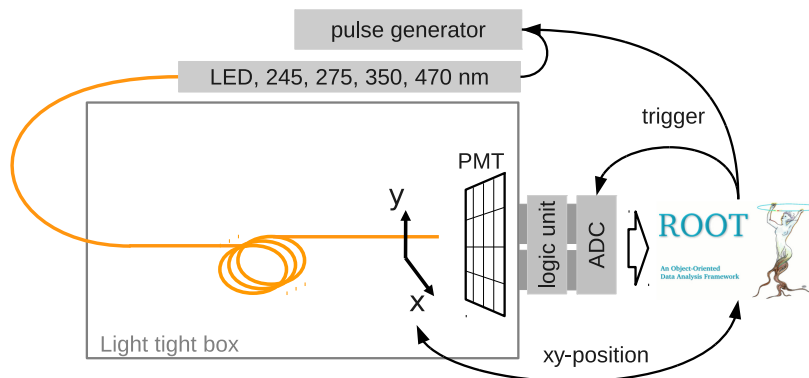 pulse generator
LED, 245, 275, 350, 470 nm
trigger
PMT
y
x
logic unit
ADC
ROOT
An Object-Oriented
Data Analysis Framework
Light tight box
xy-position